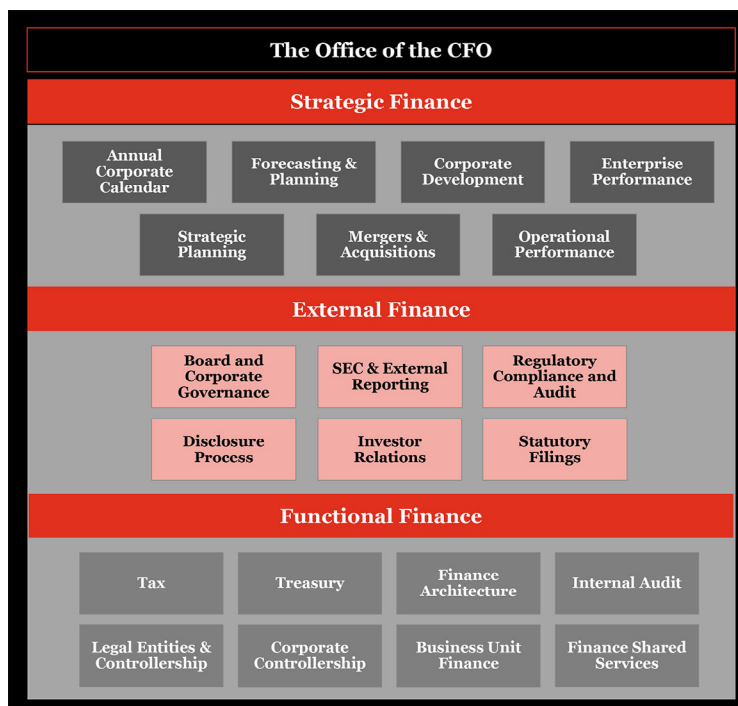 The Office of the CFO
Strategic Finance
Annual
Corporate
Calendar
Forecasting &
Planning
Corporate
Development
Enterprise
Performance
Strategic
Planning
Mergers &
Acquisitions
Operational
Performance
External Finance
Board and
Corporate
Governance
SEC & External
Reporting
Regulatory
Compliance and
Audit
Disclosure
Process
Investor
Relations
Statutory
Filings
Functional Finance
Tax
Treasury
Finance
Architecture
Internal Audit
Legal Entities &
Controllership
Corporate
Controllership
Business Unit
Finance
Finance Shared
Services